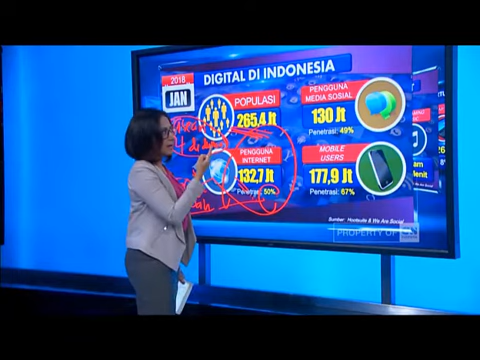 2018
JAN
DIGITAL DI INDONESIA
POPULASI
265,4 Jt
PENGGUNA
MEDIA SOSIAL
130 Jt
Penetrasi: 49%
PENGGUNA
INTERNET
132,7 Jt
Penetrasi: 50%
MOBILE
USERS
177,9 Jt
Penetrasi: 67%
Sumber : Hootsuite & We Are Social
PROPERTY OF